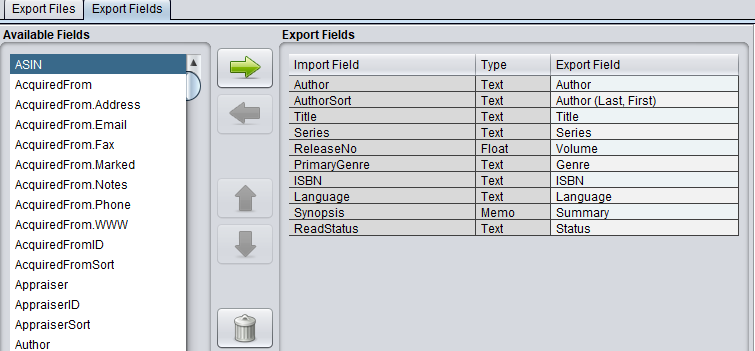 Export Files Export Fields
Available Fields
ASIN
AcquiredFrom
AcquiredFrom.Address
AcquiredFrom.Email
AcquiredFrom.Fax
AcquiredFrom.Marked
AcquiredFrom.Notes
AcquiredFrom.Phone
AcquiredFrom.WWW
AcquiredFromID
AcquiredFromSort
Appraiser
AppraiserID
AppraiserSort
Author
Export Fields
Import Field Type Export Field
Author Text Author
AuthorSort Text Author (Last, First)
Title Text Title
Series Text Series
ReleaseNo Float Volume
PrimaryGenre Text Genre
ISBN Text ISBN
Language Text Language
Synopsis Memo Summary
ReadStatus Text Status